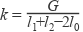 k = G / (l₁ + l₂ − 2l₀)